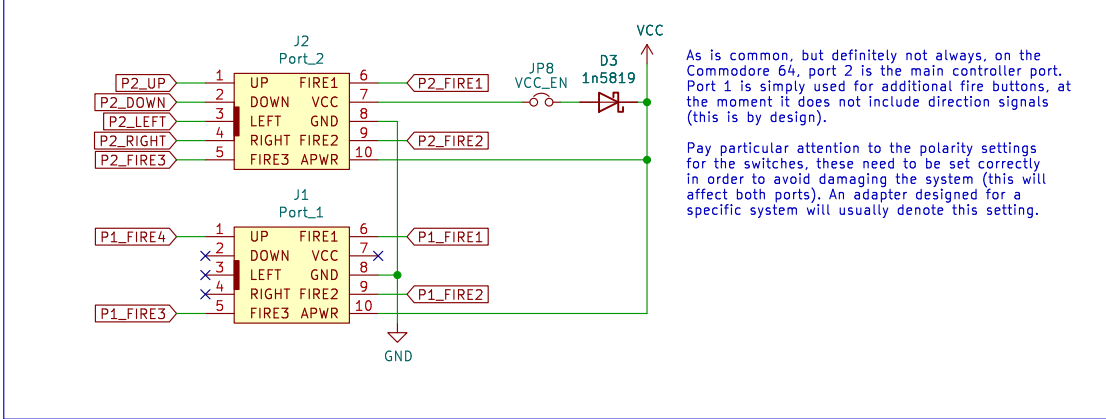 VCC
J2
Port_2
JP8
VCC_EN
D3
1n5819
P2_UP
P2_DOWN
P2_LEFT
P2_RIGHT
P2_FIRE3
1
2
3
4
5
UP FIRE1
DOWN VCC
LEFT GND
RIGHT FIRE2
FIRE3 APWR
6
7
8
9
10
P2_FIRE1
P2_FIRE2
J1
Port_1
P1_FIRE4
P1_FIRE3
1
2
3
4
5
UP FIRE1
DOWN VCC
LEFT GND
RIGHT FIRE2
FIRE3 APWR
6
7
8
9
10
P1_FIRE1
P1_FIRE2
GND
As is common, but definitely not always, on the
Commodore 64, port 2 is the main controller port.
Port 1 is simply used for additional fire buttons, at
the moment it does not include direction signals
(this is by design).
Pay particular attention to the polarity settings
for the switches, these need to be set correctly
in order to avoid damaging the system (this will
affect both ports). An adapter designed for a
specific system will usually denote this setting.